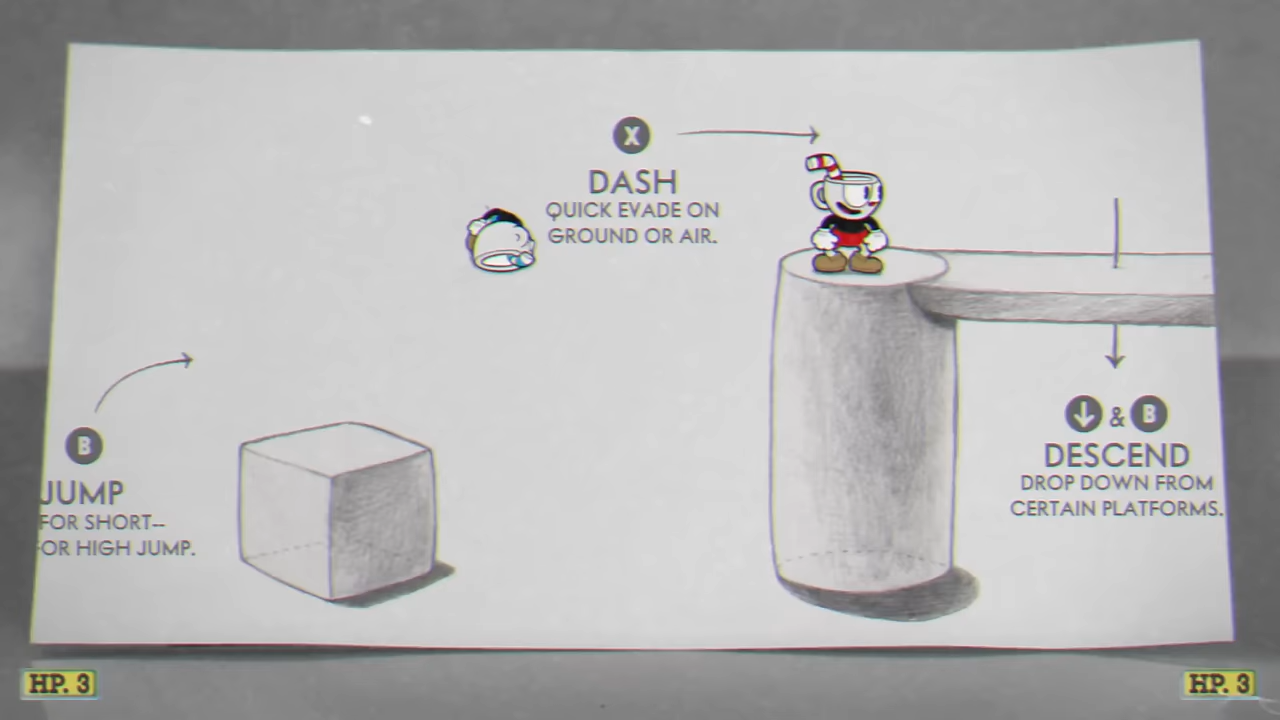 X
DASH
QUICK EVADE ON
GROUND OR AIR.
B
JUMP
FOR SHORT--
OR HIGH JUMP.
↓ & B
DESCEND
DROP DOWN FROM
CERTAIN PLATFORMS.
HP. 3
HP. 3